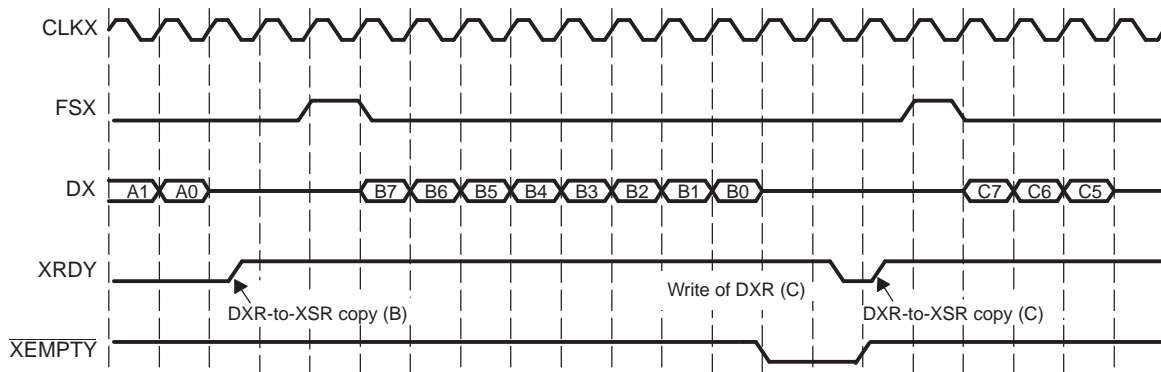 CLKX
FSX
DX A1 A0 B7 B6 B5 B4 B3 B2 B1 B0 C7 C6 C5
XRDY
Write of DXR (C)
DXR-to-XSR copy (B) DXR-to-XSR copy (C)
XEMPTY